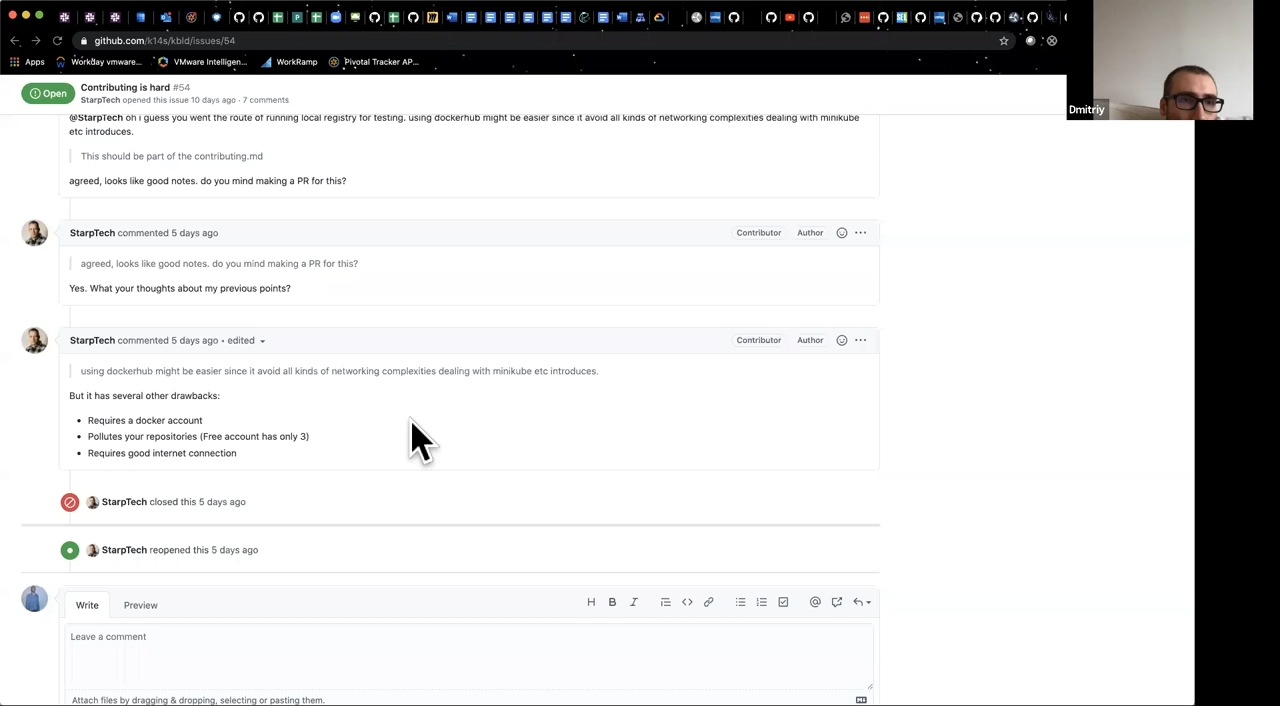 github.com/k14s/kbld/issues/54
Apps
Workday vmware...
VMware Intelligen...
WorkRamp
Pivotal Tracker AP...
Dmitriy
Open
Contributing is hard #54
StarpTech opened this issue 10 days ago · 7 comments
@StarpTech oh i guess you went the route of running local registry for testing. using dockerhub might be easier since it avoid all kinds of networking complexities dealing with minikube
etc introduces.
This should be part of the contributing.md
agreed, looks like good notes. do you mind making a PR for this?
StarpTech commented 5 days ago
Contributor
Author
agreed, looks like good notes. do you mind making a PR for this?
Yes. What your thoughts about my previous points?
StarpTech commented 5 days ago • edited
Contributor
Author
using dockerhub might be easier since it avoid all kinds of networking complexities dealing with minikube etc introduces.
But it has several other drawbacks:
• Requires a docker account
• Pollutes your repositories (Free account has only 3)
• Requires good internet connection
StarpTech closed this 5 days ago
StarpTech reopened this 5 days ago
Write
Preview
Leave a comment
Attach files by dragging & dropping, selecting or pasting them.